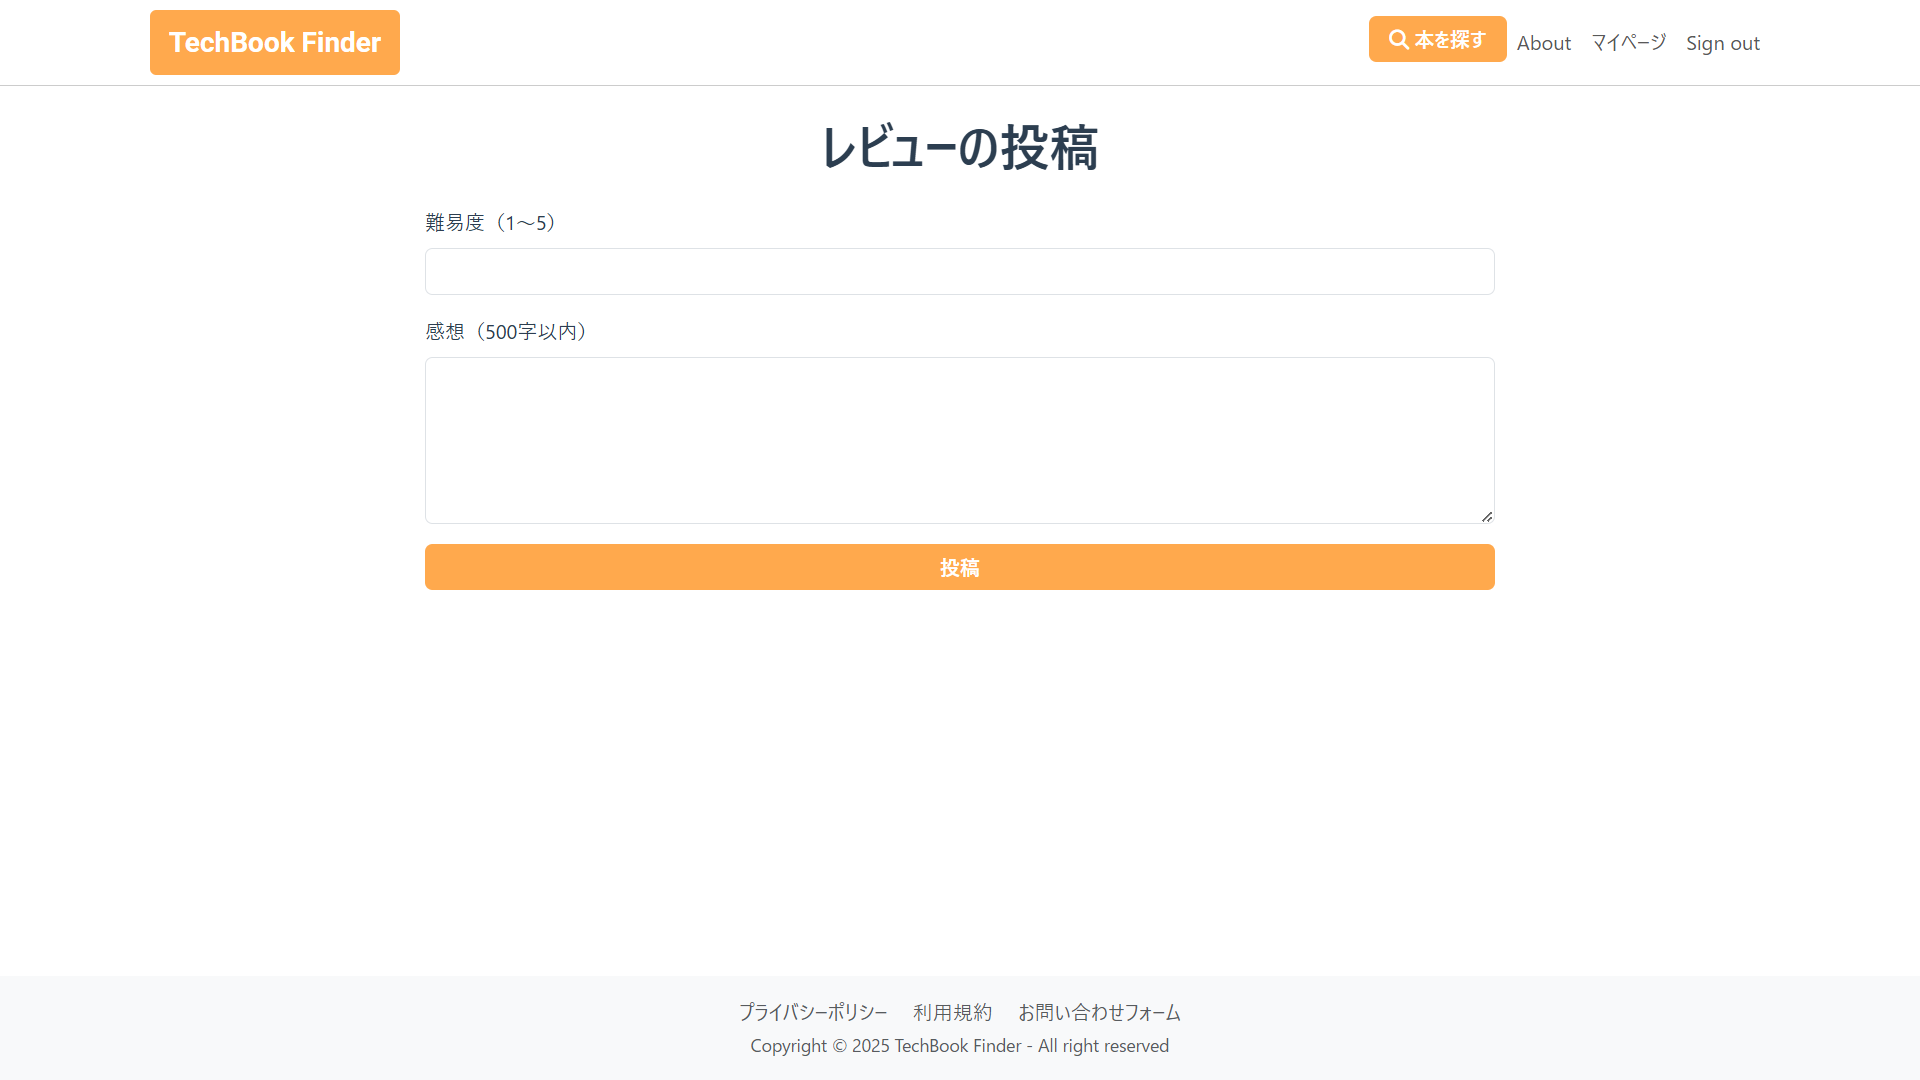 TechBook Finder
本を探す About マイページ Sign out
レビューの投稿
難易度（1〜5）
感想（500字以内）
投稿
プライバシーポリシー 利用規約 お問い合わせフォーム
Copyright © 2025 TechBook Finder - All right reserved